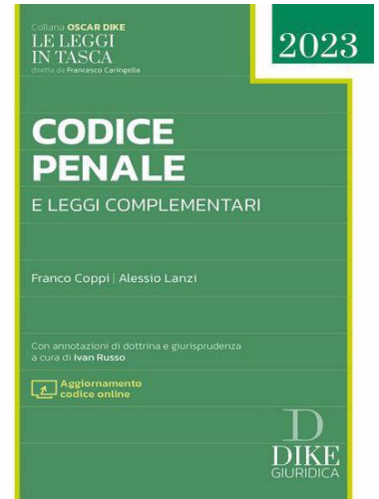 Collana OSCAR DIKE
LE LEGGI
IN TASCA
diretta da Francesco Caringella
2023
CODICE
PENALE
E LEGGI COMPLEMENTARI
Franco Coppi | Alessio Lanzi
Con annotazioni di dottrina e giurisprudenza
a cura di Ivan Russo
Aggiornamento
codice online
D
DIKE
GIURIDICA